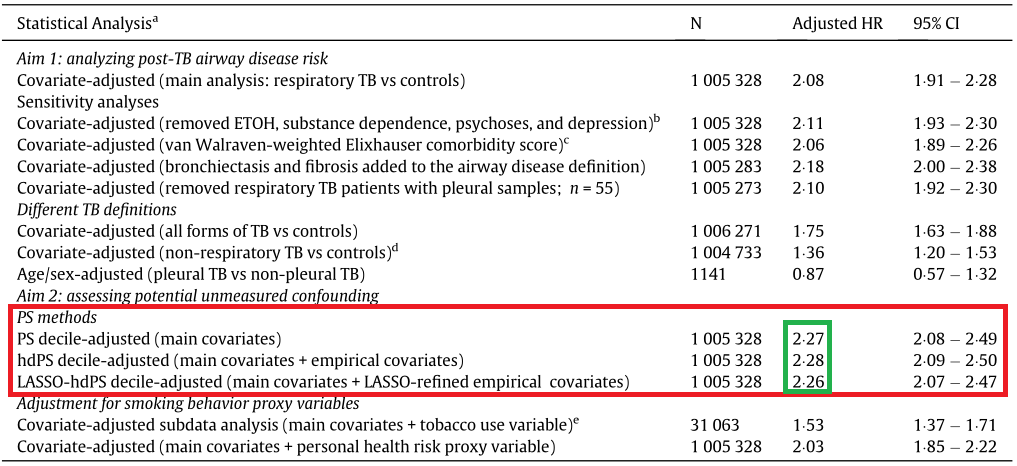 Statistical Analysisᵃ N Adjusted HR 95% CI
Aim 1: analyzing post-TB airway disease risk
Covariate-adjusted (main analysis: respiratory TB vs controls) 1 005 328 2·08 1·91 – 2·28
Sensitivity analyses
Covariate-adjusted (removed ETOH, substance dependence, psychoses, and depression)ᵇ 1 005 328 2·11 1·93 – 2·30
Covariate-adjusted (van Walraven-weighted Elixhauser comorbidity score)ᶜ 1 005 328 2·06 1·89 – 2·26
Covariate-adjusted (bronchiectasis and fibrosis added to the airway disease definition) 1 005 283 2·18 2·00 – 2·38
Covariate-adjusted (removed respiratory TB patients with pleural samples; n = 55) 1 005 273 2·10 1·92 – 2·30
Different TB definitions
Covariate-adjusted (all forms of TB vs controls) 1 006 271 1·75 1·63 – 1·88
Covariate-adjusted (non-respiratory TB vs controls)ᵈ 1 004 733 1·36 1·20 – 1·53
Age/sex-adjusted (pleural TB vs non-pleural TB) 1141 0·87 0·57 – 1·32
Aim 2: assessing potential unmeasured confounding
PS methods
PS decile-adjusted (main covariates) 1 005 328 2·27 2·08 – 2·49
hdPS decile-adjusted (main covariates + empirical covariates) 1 005 328 2·28 2·09 – 2·50
LASSO-hdPS decile-adjusted (main covariates + LASSO-refined empirical covariates) 1 005 328 2·26 2·07 – 2·47
Adjustment for smoking behavior proxy variables
Covariate-adjusted subdata analysis (main covariates + tobacco use variable)ᵉ 31 063 1·53 1·37 – 1·71
Covariate-adjusted (main covariates + personal health risk proxy variable) 1 005 328 2·03 1·85 – 2·22